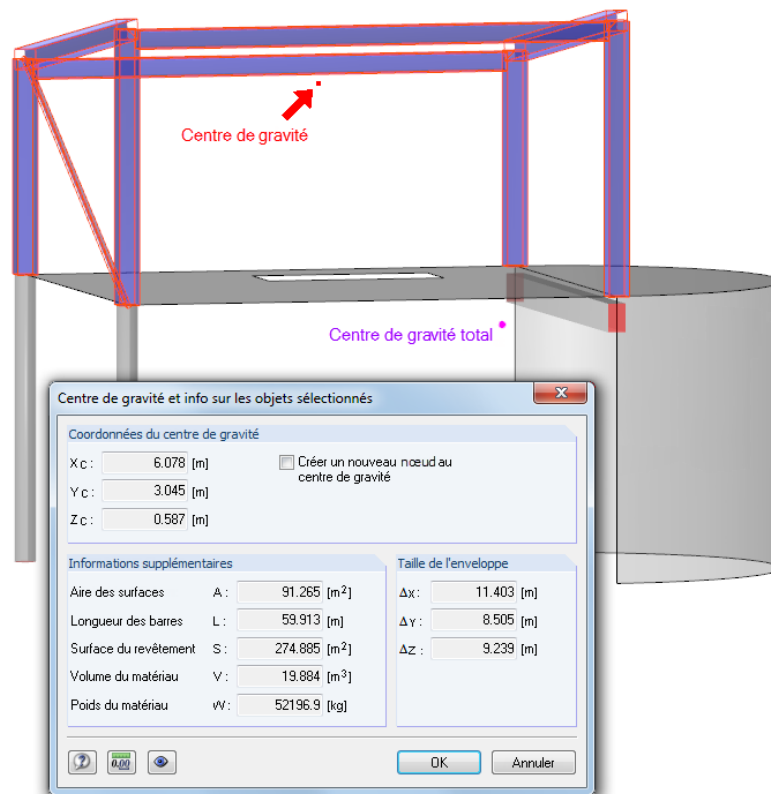 Centre de gravité
Centre de gravité total
Centre de gravité et info sur les objets sélectionnés
Coordonnées du centre de gravité
XC: 6.078 [m]
Créer un nouveau nœud au
centre de gravité
YC: 3.045 [m]
ZC: 0.587 [m]
Informations supplémentaires
Aire des surfaces A: 91.265 [m²]
Longueur des barres L: 59.913 [m]
Surface du revêtement S: 274.885 [m²]
Volume du matériau V: 19.884 [m³]
Poids du matériau W: 52196.9 [kg]
Taille de l'enveloppe
ΔX: 11.403 [m]
ΔY: 8.505 [m]
ΔZ: 9.239 [m]
0.00
OK
Annuler